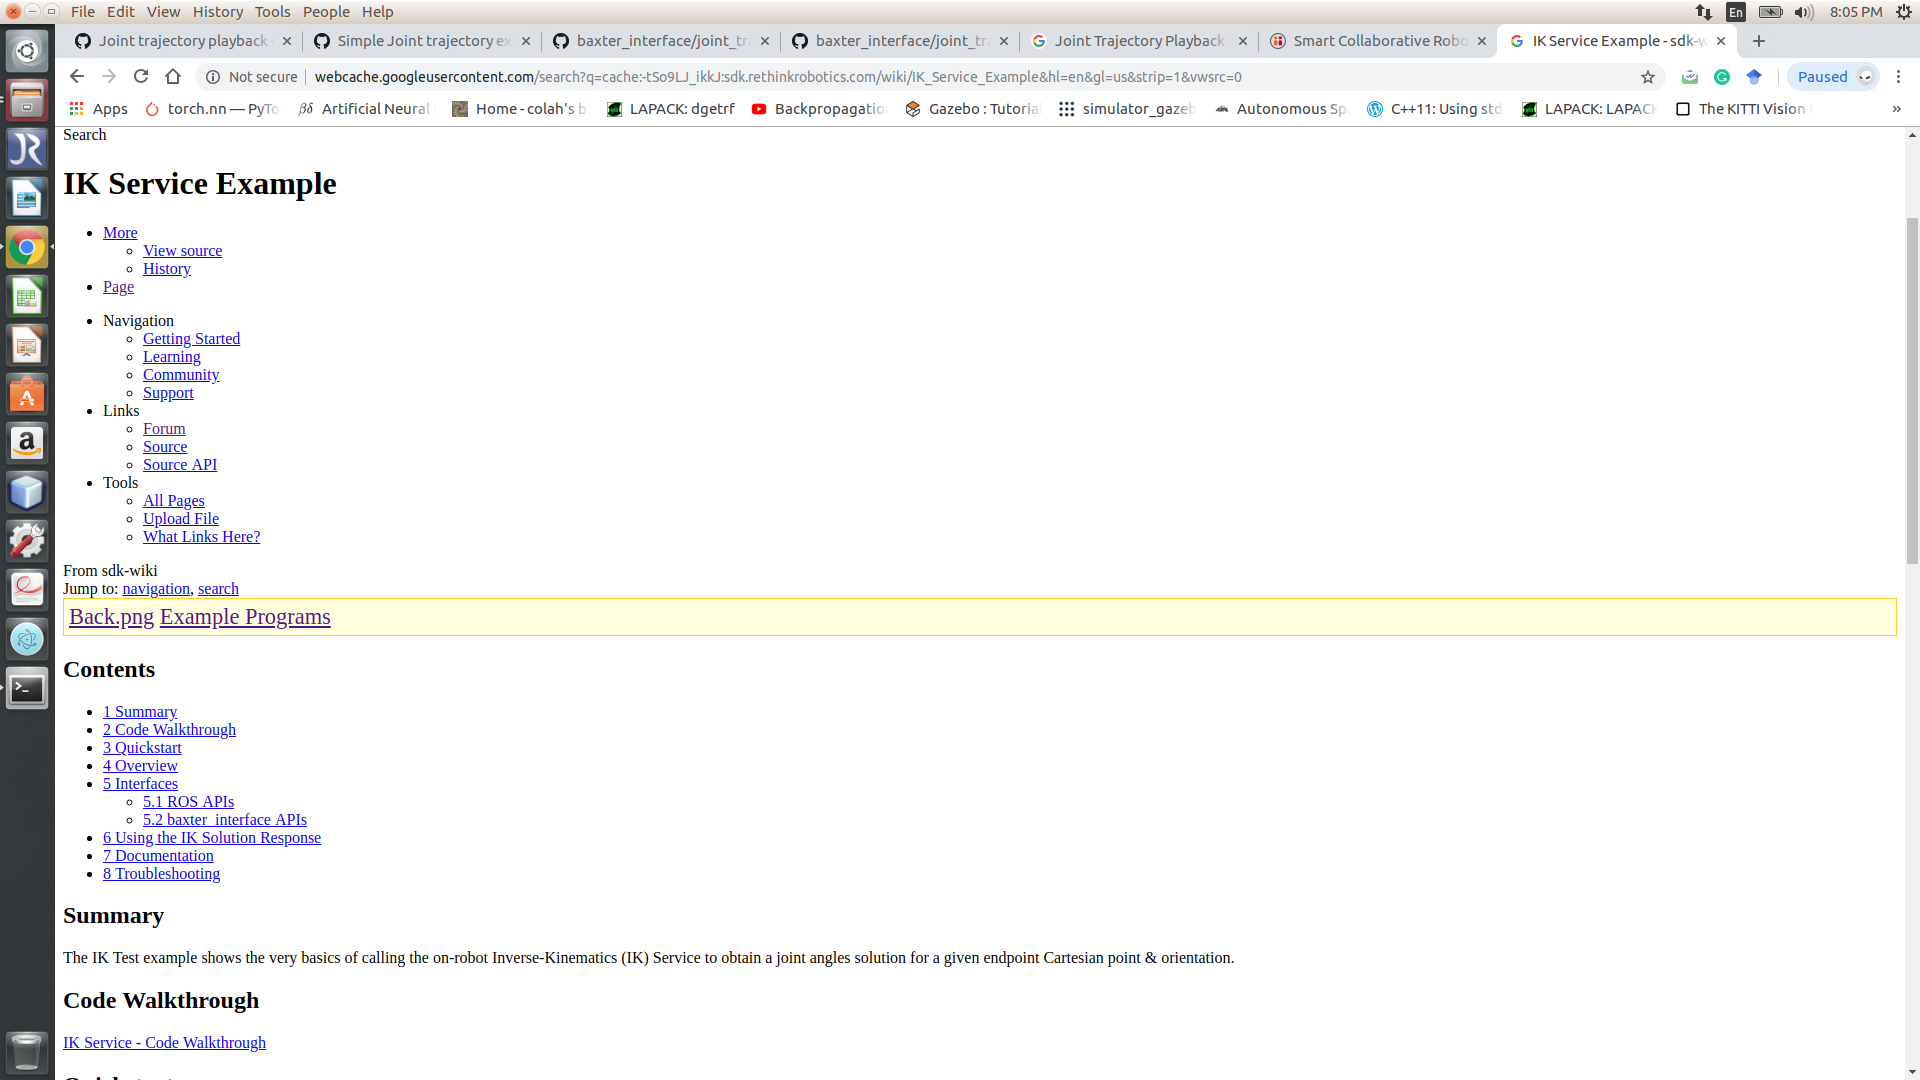 File Edit View History Tools People Help
En 8:05 PM
Joint trajectory playback
Simple Joint trajectory ex
baxter_interface/joint_tr
baxter_interface/joint_tr
Joint Trajectory Playback
Smart Collaborative Robo
IK Service Example - sdk-w
Not secure webcache.googleusercontent.com/search?q=cache:-tSo9LJ_ikkJ:sdk.rethinkrobotics.com/wiki/IK_Service_Example&hl=en&gl=us&strip=1&vwsrc=0
Paused
Apps
torch.nn — PyTo
βδ Artificial Neural
Home - colah's b
LAPACK: dgetrf
Backpropagatio
Gazebo : Tutoria
simulator_gazeb
Autonomous Sp
C++11: Using std
LAPACK: LAPACK
The KITTI Vision
»
Search
IK Service Example
More
View source
History
Page
Navigation
Getting Started
Learning
Community
Support
Links
Forum
Source
Source API
Tools
All Pages
Upload File
What Links Here?
From sdk-wiki
Jump to: navigation, search
Back.png Example Programs
Contents
1 Summary
2 Code Walkthrough
3 Quickstart
4 Overview
5 Interfaces
5.1 ROS APIs
5.2 baxter_interface APIs
6 Using the IK Solution Response
7 Documentation
8 Troubleshooting
Summary
The IK Test example shows the very basics of calling the on-robot Inverse-Kinematics (IK) Service to obtain a joint angles solution for a given endpoint Cartesian point & orientation.
Code Walkthrough
IK Service - Code Walkthrough